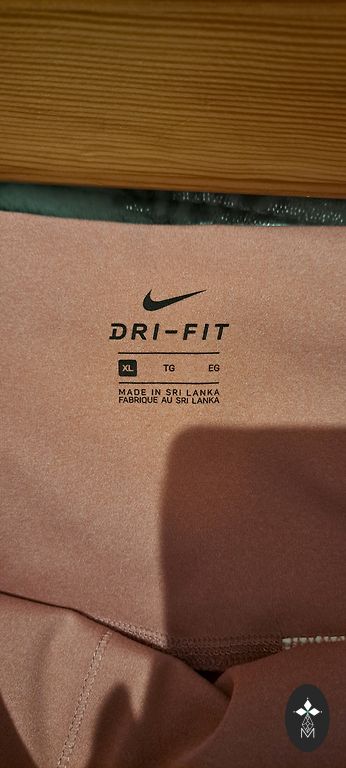 DRI-FIT
XL TG EG
MADE IN SRI LANKA
FABRIQUE AU SRI LANKA
M